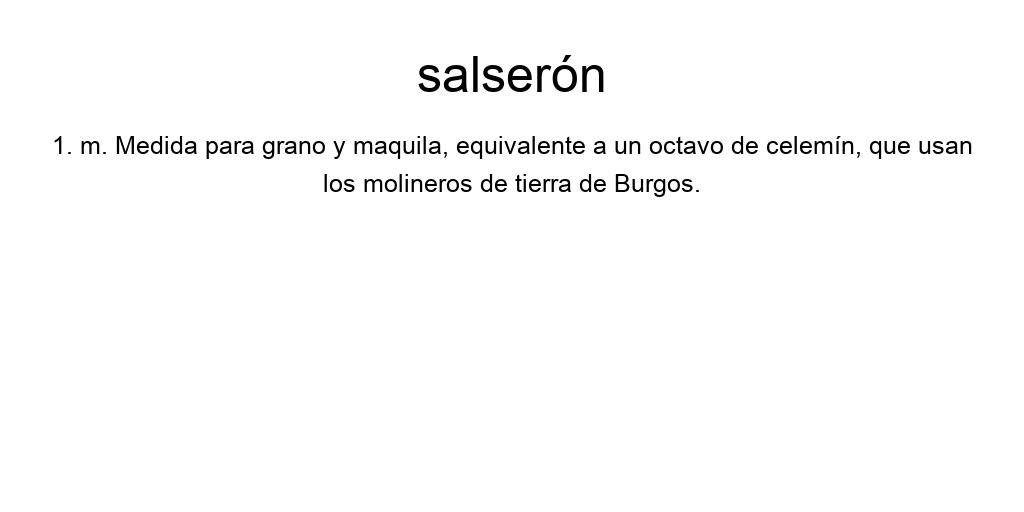 salserón
1. m. Medida para grano y maquila, equivalente a un octavo de celemín, que usan
los molineros de tierra de Burgos.